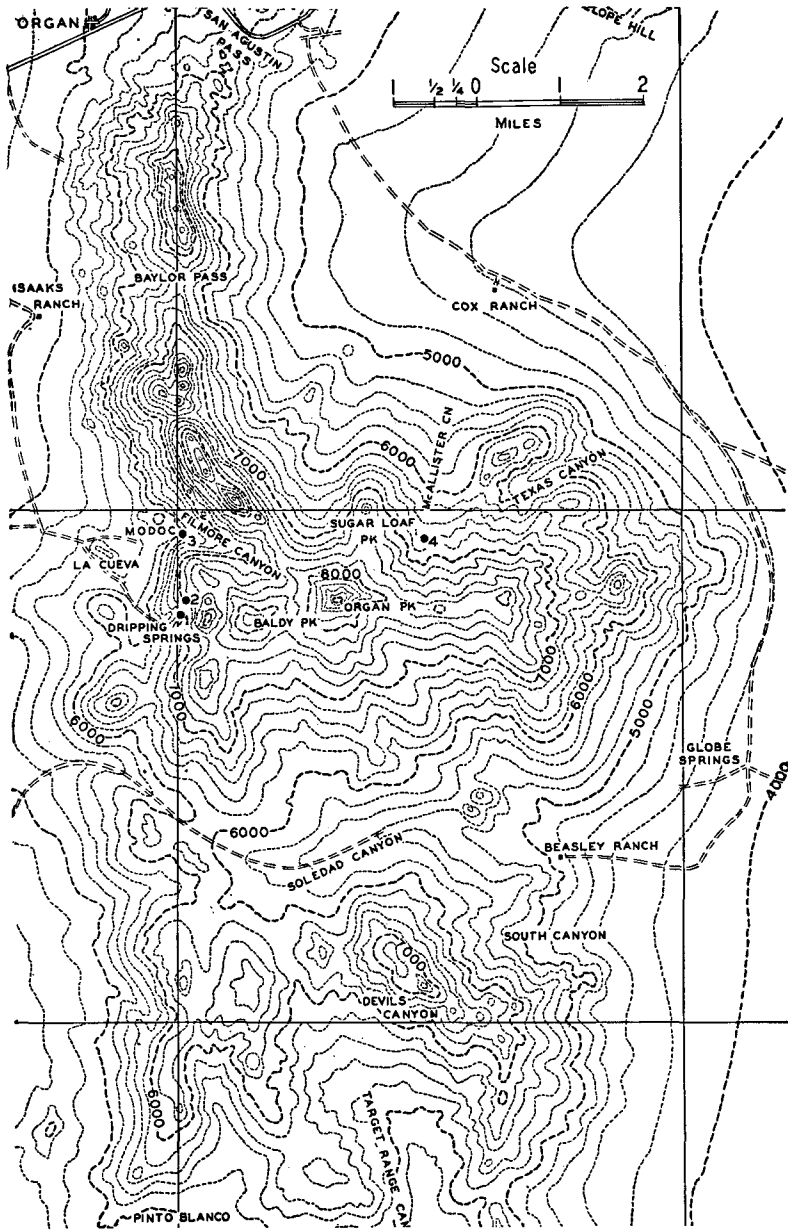 ORGAN
SAN AGUSTIN
PASS
LOPE HILL
Scale
1 ½ ¼ 0 1 2
MILES
BAYLOR PASS
ISAAKS
RANCH
COX RANCH
5000
6000
7000
MCALLISTER CN
TEXAS CANYON
MODOC
3
FILMORE CANYON
SUGAR LOAF
PK
4
LA CUEVA
8000
2
ORGAN PK
1
BALDY PK
DRIPPING
SPRINGS
7000
6000
7000
6000
5000
GLOBE
SPRINGS
4000
6000
SOLEDAD CANYON
BEASLEY RANCH
SOUTH CANYON
7000
DEVILS
CANYON
6000
TARGET RANGE CAN
PINTO BLANCO